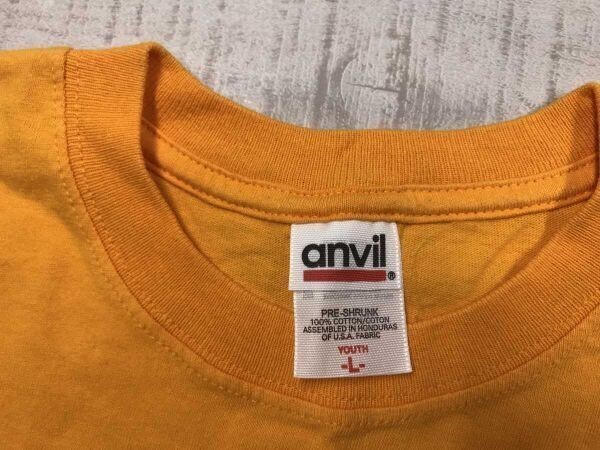 anvil
®
PRE-SHRUNK
100% COTTON/COTON
ASSEMBLED IN HONDURAS
OF U.S.A. FABRIC
YOUTH
-L-